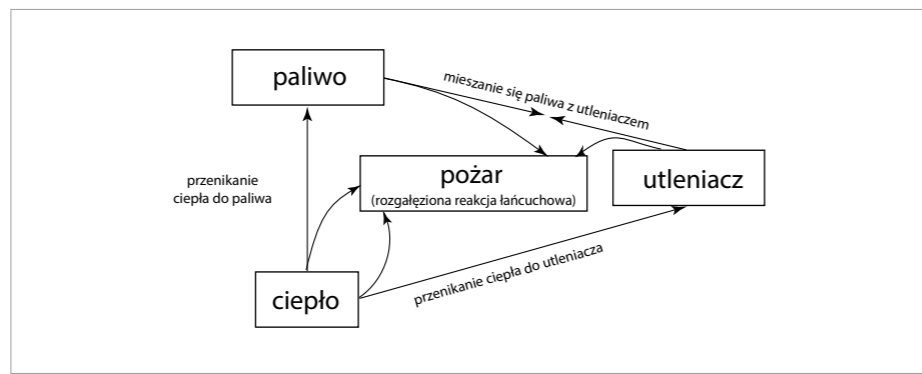 paliwo
mieszanie się paliwa z utleniaczem
pożar
(rozgałęziona reakcja łańcuchowa)
utleniacz
przenikanie
ciepła do paliwa
ciepło
przenikanie ciepła do utleniacza